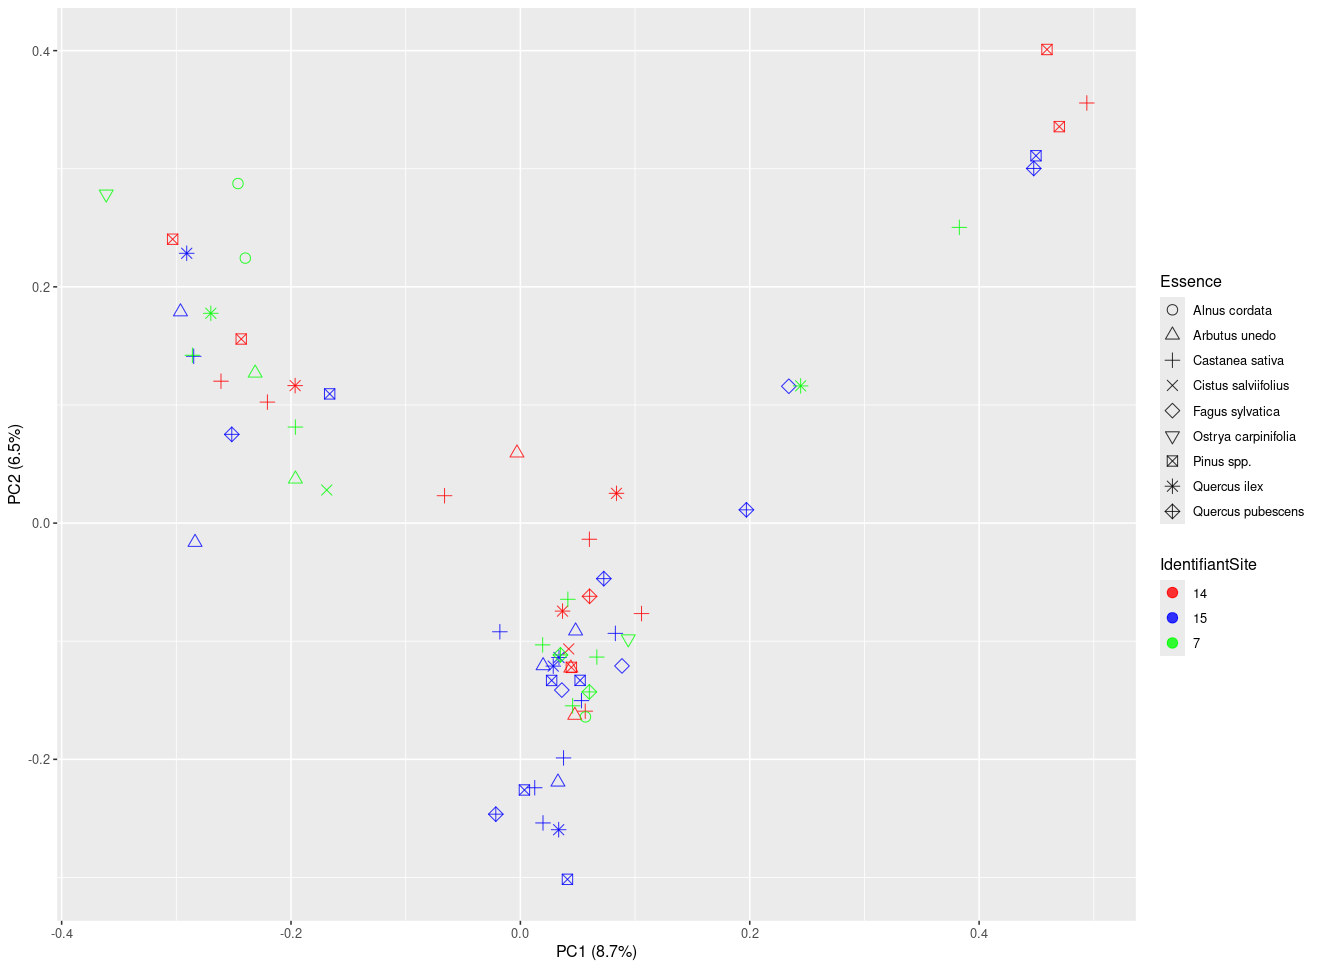 0.4
0.2
0.0
-0.2
PC2 (6.5%)
-0.4
-0.2
0.0
0.2
0.4
PC1 (8.7%)
Essence
Alnus cordata
Arbutus unedo
Castanea sativa
Cistus salviifolius
Fagus sylvatica
Ostrya carpinifolia
Pinus spp.
Quercus ilex
Quercus pubescens
IdentifiantSite
14
15
7